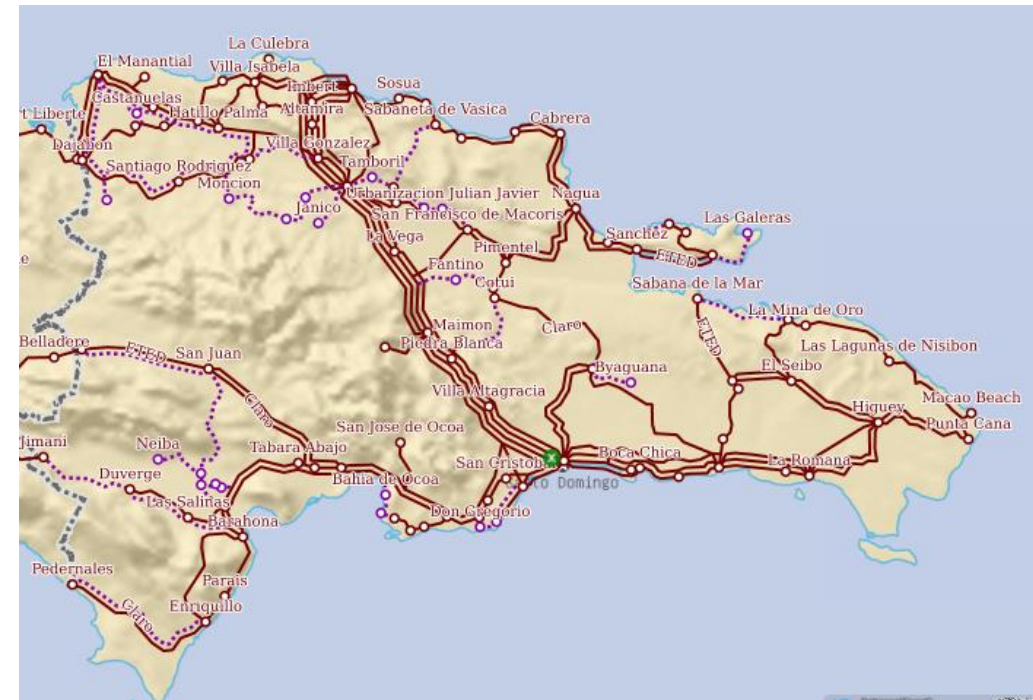 La Culebra
El Manantial
Villa Isabela
Imbert
Sosua
Castanuelas
Hatillo Palma
Altamira
Sabaneta de Vasica
t Liberte
Cabrera
Dajabon
Villa Gonzalez
Santiago Rodriguez
Tamboril
Moncion
Urbanizacion Julian Javier
Nagua
Janico
San Francisco de Macoris
Las Galeras
La Vega
Pimentel
Sanchez
ETED
e
Fantino
Cotui
Sabana de la Mar
La Mina de Oro
Maimon
Claro
ETED
Belladere
ETED
San Juan
Piedra Blanca
Las Lagunas de Nisibon
Byaguana
El Seibo
Villa Altagracia
Macao Beach
Claro
Higuey
San Jose de Ocoa
Punta Cana
Jimani
Neiba
Tabara Abajo
Boca Chica
San Cristoba
La Romana
Duverge
Bahia de Ocoa
to Domingo
Las Salinas
Don Gregorio
Barahona
Pedernales
Parais
Claro
Enriquillo